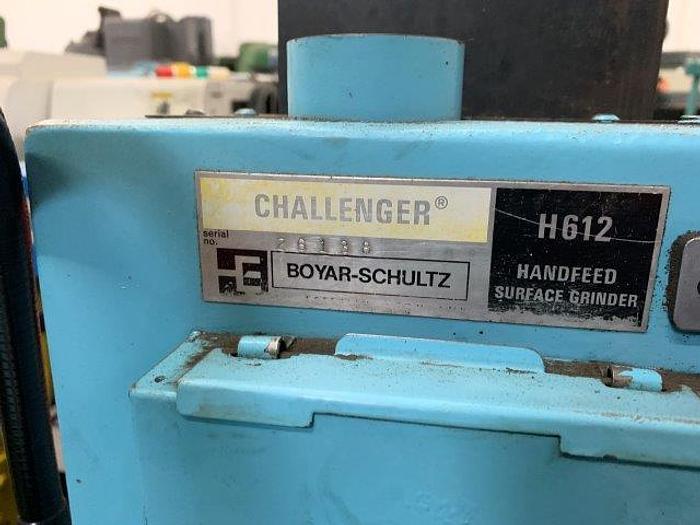 CHALLENGER®
serial
no.
BOYAR-SCHULTZ
H612
HANDFEED
SURFACE GRINDER